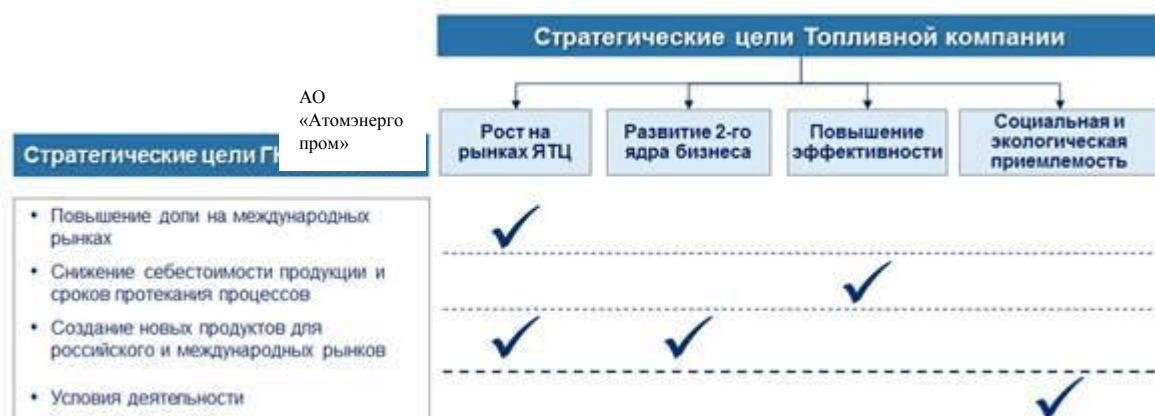 Стратегические цели Топливной компании
АО
«Атомэнерго
пром»
Стратегические цели Г
Рост на
рынках ЯТЦ
Развитие 2-го
ядра бизнеса
Повышение
эффективности
Социальная и
экологическая
приемлемость
• Повышение доли на международных
рынках
• Снижение себестоимости продукции и
сроков протекания процессов
• Создание новых продуктов для
российского и международных рынков
• Условия деятельности